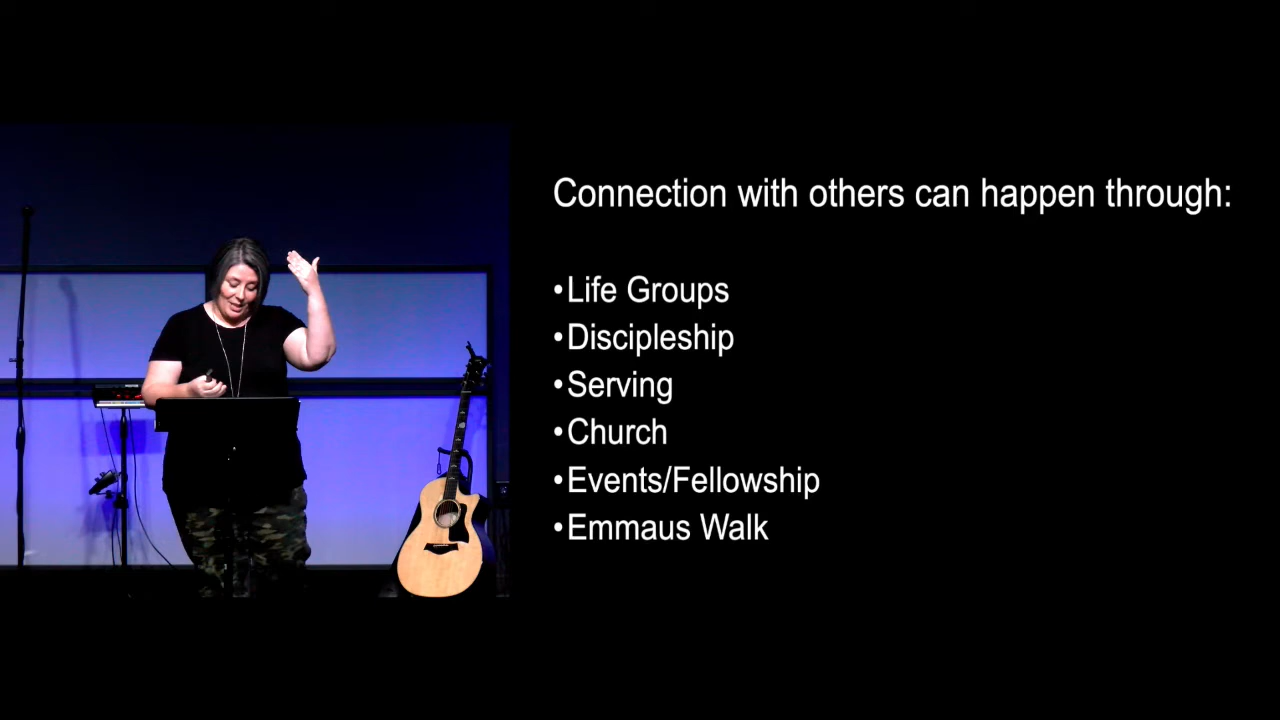 Connection with others can happen through:
•Life Groups
•Discipleship
•Serving
•Church
•Events/Fellowship
•Emmaus Walk